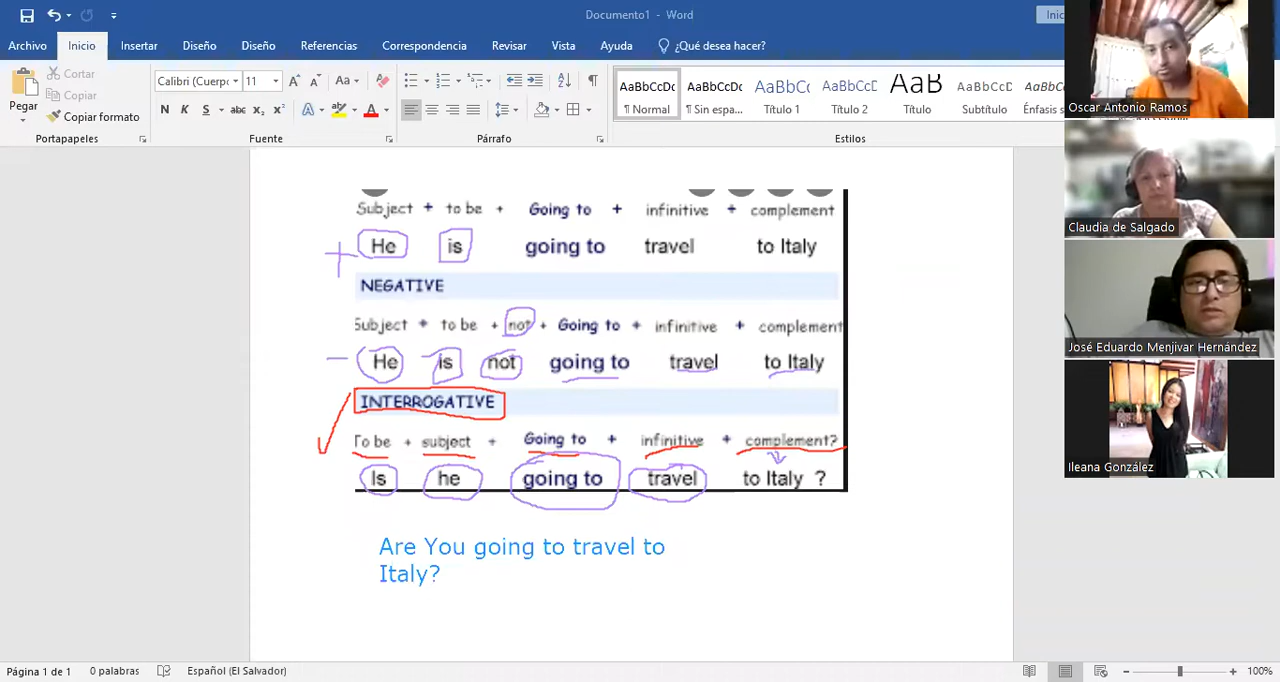 Documento1 - Word
Inic
Archivo Inicio Insertar Diseño Diseño Referencias Correspondencia Revisar Vista Ayuda ¿Qué desea hacer?
Pegar
Cortar
Copiar
Copiar formato
Portapapeles
Calibri (Cuerpo 11
Aa
N K S abc x₂ x² A
Fuente
Párrafo
AaBbCcDc AaBbCcDc AaBbCcD AaBbCcD AaB AaBbCcD AaBbCcDc
¶ Normal ¶ Sin espa... Título 1 Título 2 Título Subtítulo Énfasis s
Estilos
Oscar Antonio Ramos
Claudia de Salgado
José Eduardo Menjivar Hernández
Ileana González
Subject + to be + Going to + infinitive + complement
+ He is going to travel to Italy
NEGATIVE
Subject + to be + not + Going to + infinitive + complement
– He is not going to travel to Italy
INTERROGATIVE
To be + subject + Going to + infinitive + complement?
Is he going to travel to Italy ?
Are You going to travel to
Italy?
Página 1 de 1 0 palabras Español (El Salvador) 100%